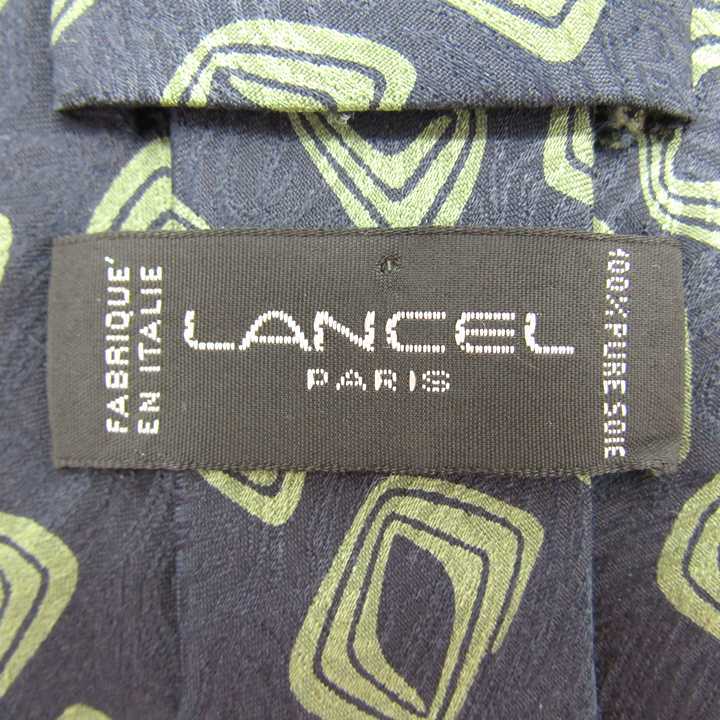 FABRIQUE'
EN ITALIE
LANCEL
PARIS
100% PURE SOIE